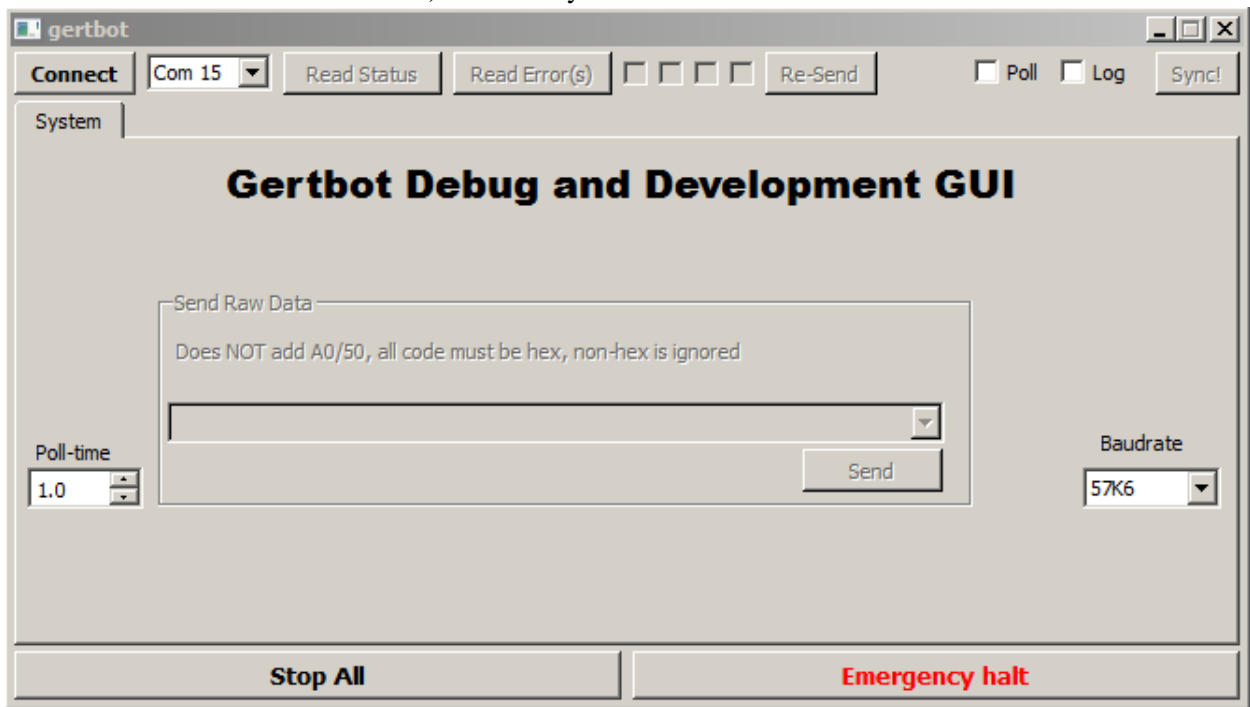 gertbot
Connect Com 15 Read Status Read Error(s) Re-Send Poll Log Sync!
System
Gertbot Debug and Development GUI
Send Raw Data
Does NOT add A0/50, all code must be hex, non-hex is ignored
Poll-time
1.0
Send
Baudrate
57K6
Stop All Emergency halt